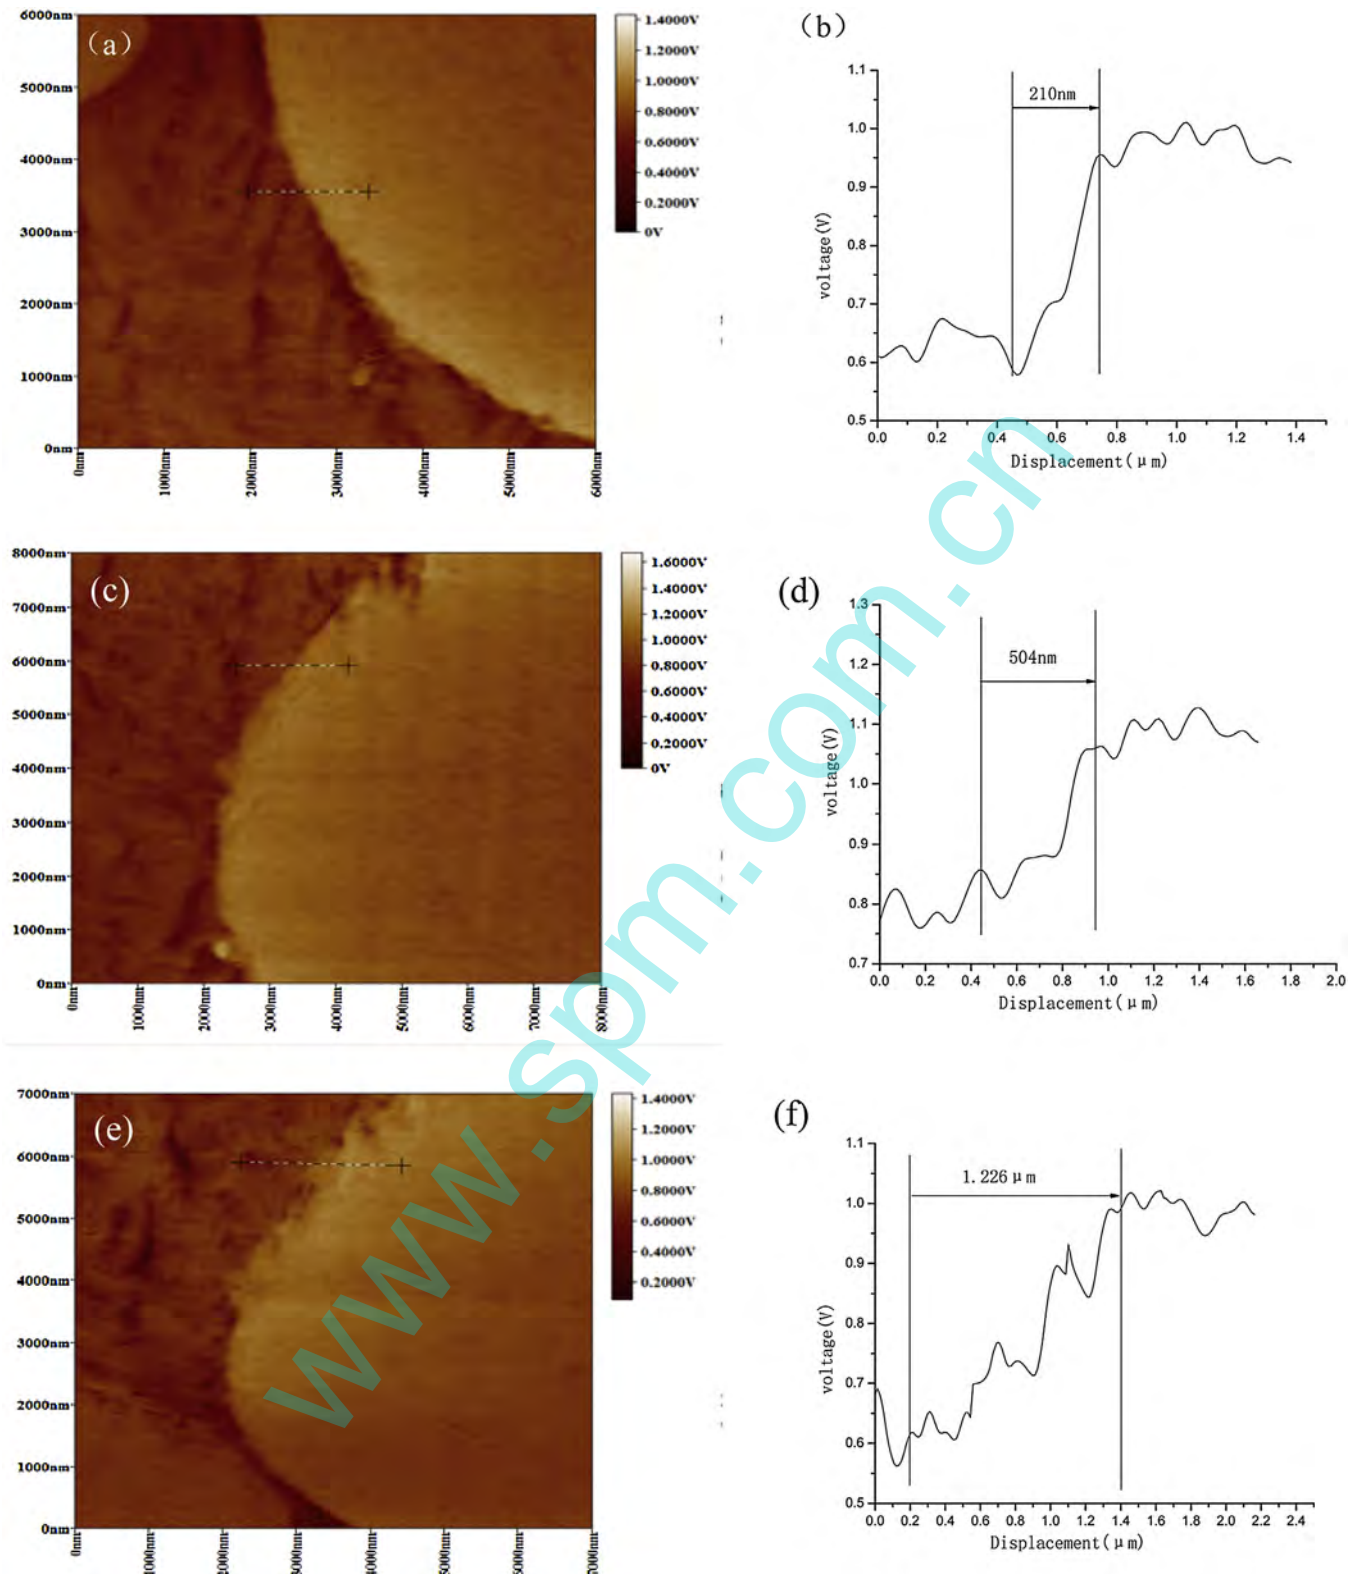 (a)
6000nm
5000nm
4000nm
3000nm
2000nm
1000nm
0nm
0nm
1000nm
2000nm
3000nm
4000nm
5000nm
6000nm
1.4000V
1.2000V
1.0000V
0.8000V
0.6000V
0.4000V
0.2000V
0V
(b)
210nm
1.1
1.0
0.9
0.8
0.7
0.6
0.5
voltage(V)
0.0 0.2 0.4 0.6 0.8 1.0 1.2 1.4
Displacement(μm)
(c)
8000nm
7000nm
6000nm
5000nm
4000nm
3000nm
2000nm
1000nm
0nm
0nm
1000nm
2000nm
3000nm
4000nm
5000nm
6000nm
7000nm
8000nm
1.6000V
1.4000V
1.2000V
1.0000V
0.8000V
0.6000V
0.4000V
0.2000V
0V
(d)
504nm
1.3
1.2
1.1
1.0
0.9
0.8
0.7
voltage(V)
0.0 0.2 0.4 0.6 0.8 1.0 1.2 1.4 1.6 1.8 2.0
Displacement(μm)
(e)
7000nm
6000nm
5000nm
4000nm
3000nm
2000nm
1000nm
0nm
0nm
1000nm
2000nm
3000nm
4000nm
5000nm
6000nm
7000nm
1.4000V
1.2000V
1.0000V
0.8000V
0.6000V
0.4000V
0.2000V
(f)
1.226μm
1.1
1.0
0.9
0.8
0.7
0.6
0.5
voltage(V)
0.0 0.2 0.4 0.6 0.8 1.0 1.2 1.4 1.6 1.8 2.0 2.2 2.4
Displacement(μm)
www.spm.com.cn